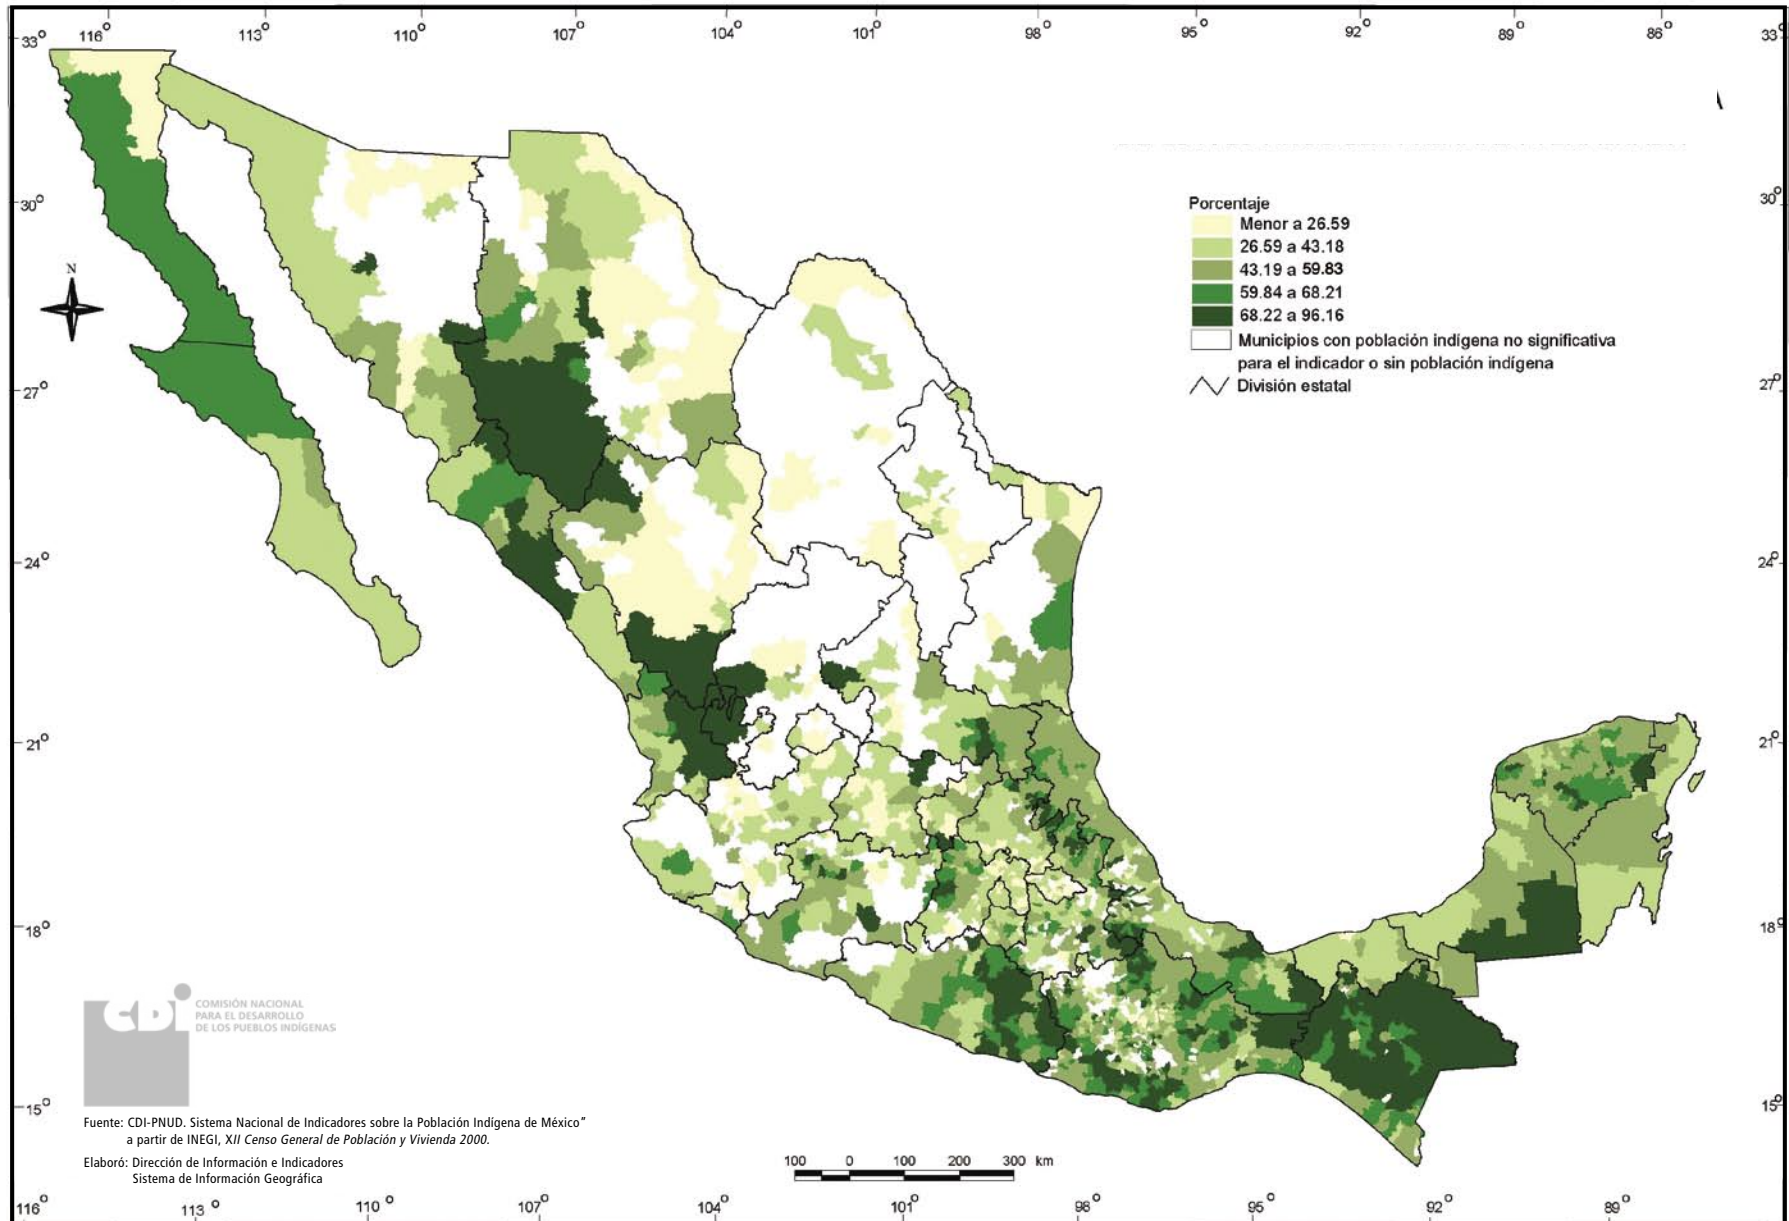 116° 113° 110° 107° 104° 101° 98° 95° 92° 89° 86°
33° 33°
30° 30°
27° 27°
24° 24°
21° 21°
18° 18°
15° 15°
N
Porcentaje
Menor a 26.59
26.59 a 43.18
43.19 a 59.83
59.84 a 68.21
68.22 a 96.16
Municipios con población indígena no significativa
para el indicador o sin población indígena
División estatal
CDI
COMISIÓN NACIONAL
PARA EL DESARROLLO
DE LOS PUEBLOS INDÍGENAS
Fuente: CDI-PNUD. Sistema Nacional de Indicadores sobre la Población Indígena de México"
a partir de INEGI, XII Censo General de Población y Vivienda 2000.
Elaboró: Dirección de Información e Indicadores
Sistema de Información Geográfica
100 0 100 200 300 km
116° 113° 110° 107° 104° 101° 98° 95° 92° 89°